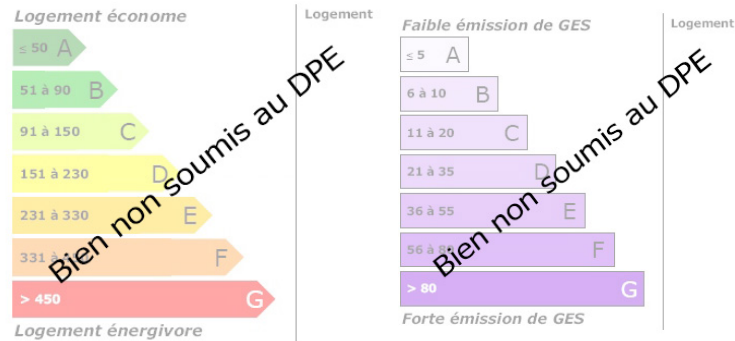 Logement économe
Logement
≤ 50 A
51 à 90 B
91 à 150 C
151 à 230 D
231 à 330 E
331 à F
> 450 G
Logement énergivore
Bien non soumis au DPE
Faible émission de GES
Logement
≤ 5 A
6 à 10 B
11 à 20 C
21 à 35 D
36 à 55 E
56 à 80 F
> 80 G
Forte émission de GES
Bien non soumis au DPE